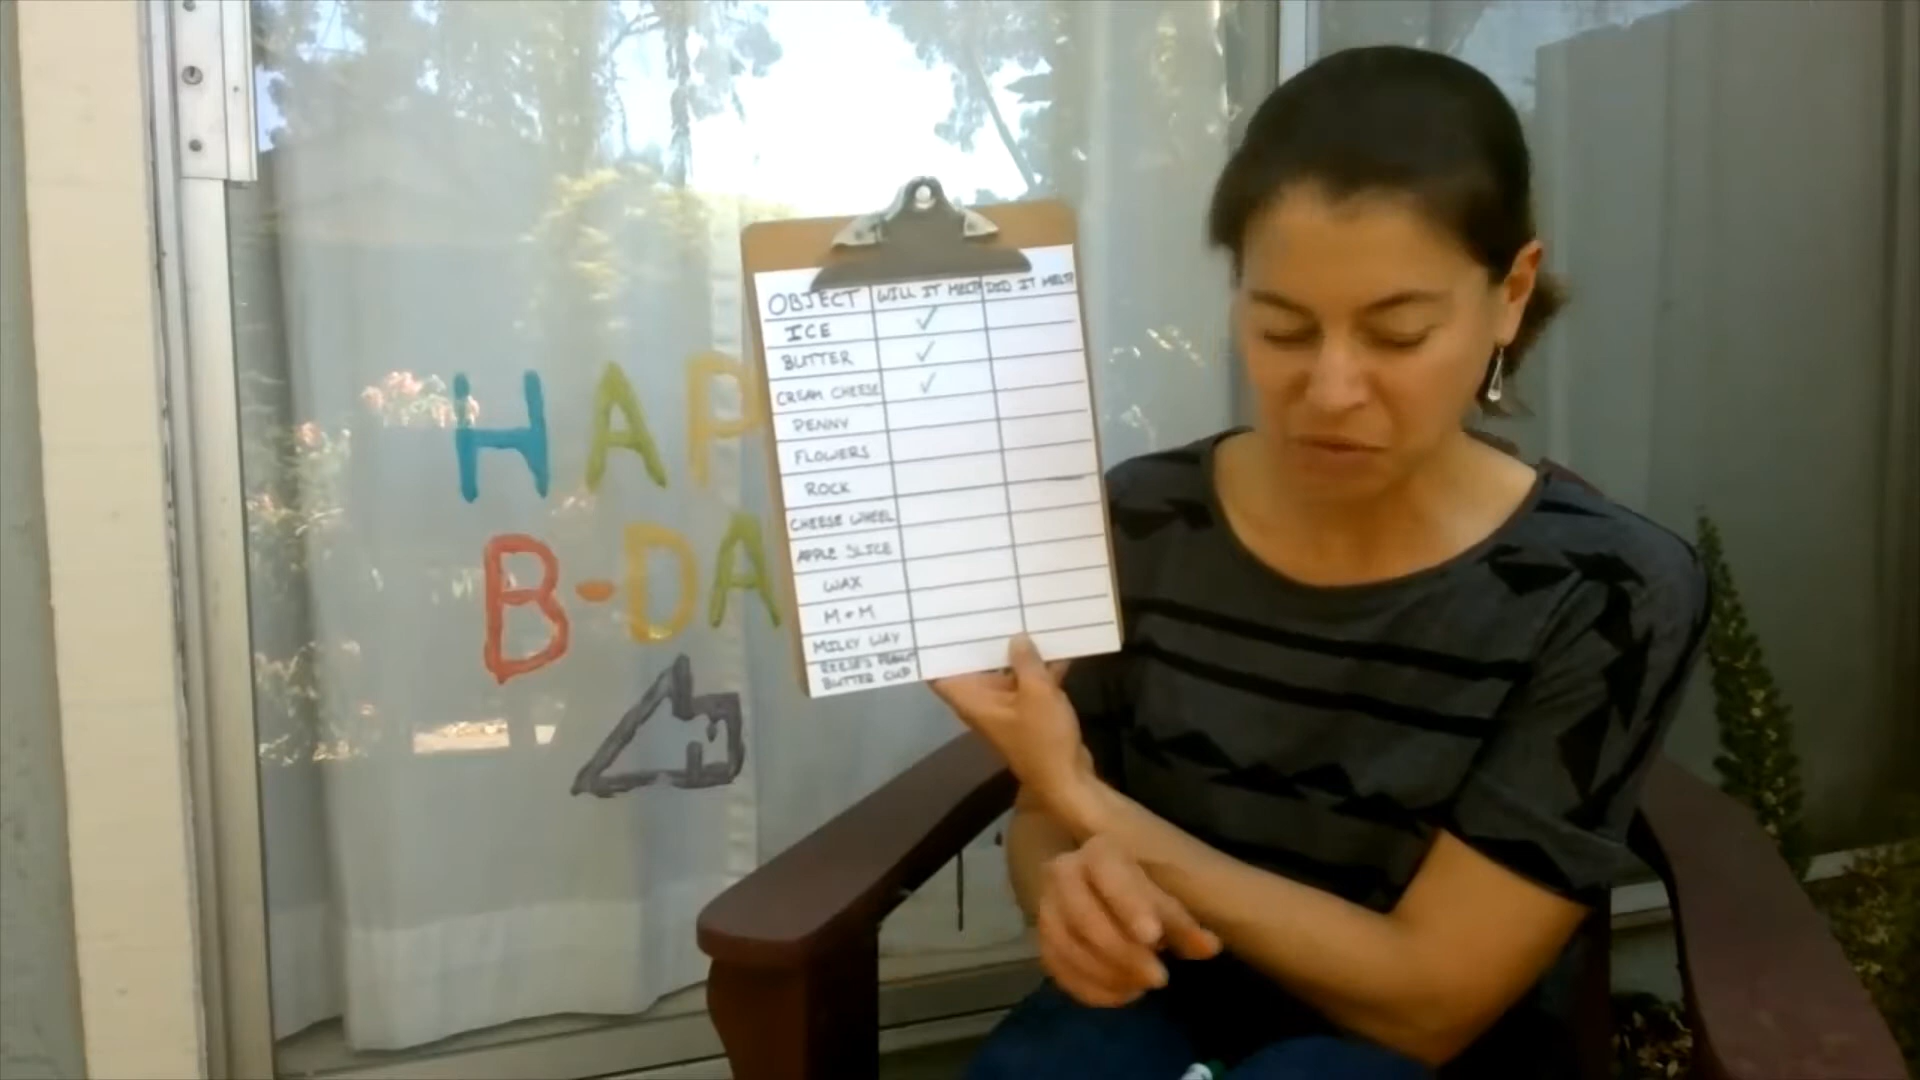 OBJECT WILL IT MELT? DID IT MELT?
ICE ✓
BUTTER ✓
CREAM CHEESE ✓
PENNY
FLOWERS
ROCK
CHEESE WHEEL
APPLE SLICE
WAX
M & M
MILKY WAY
REESE'S PEANUT
BUTTER CUP
HAP
B-DA